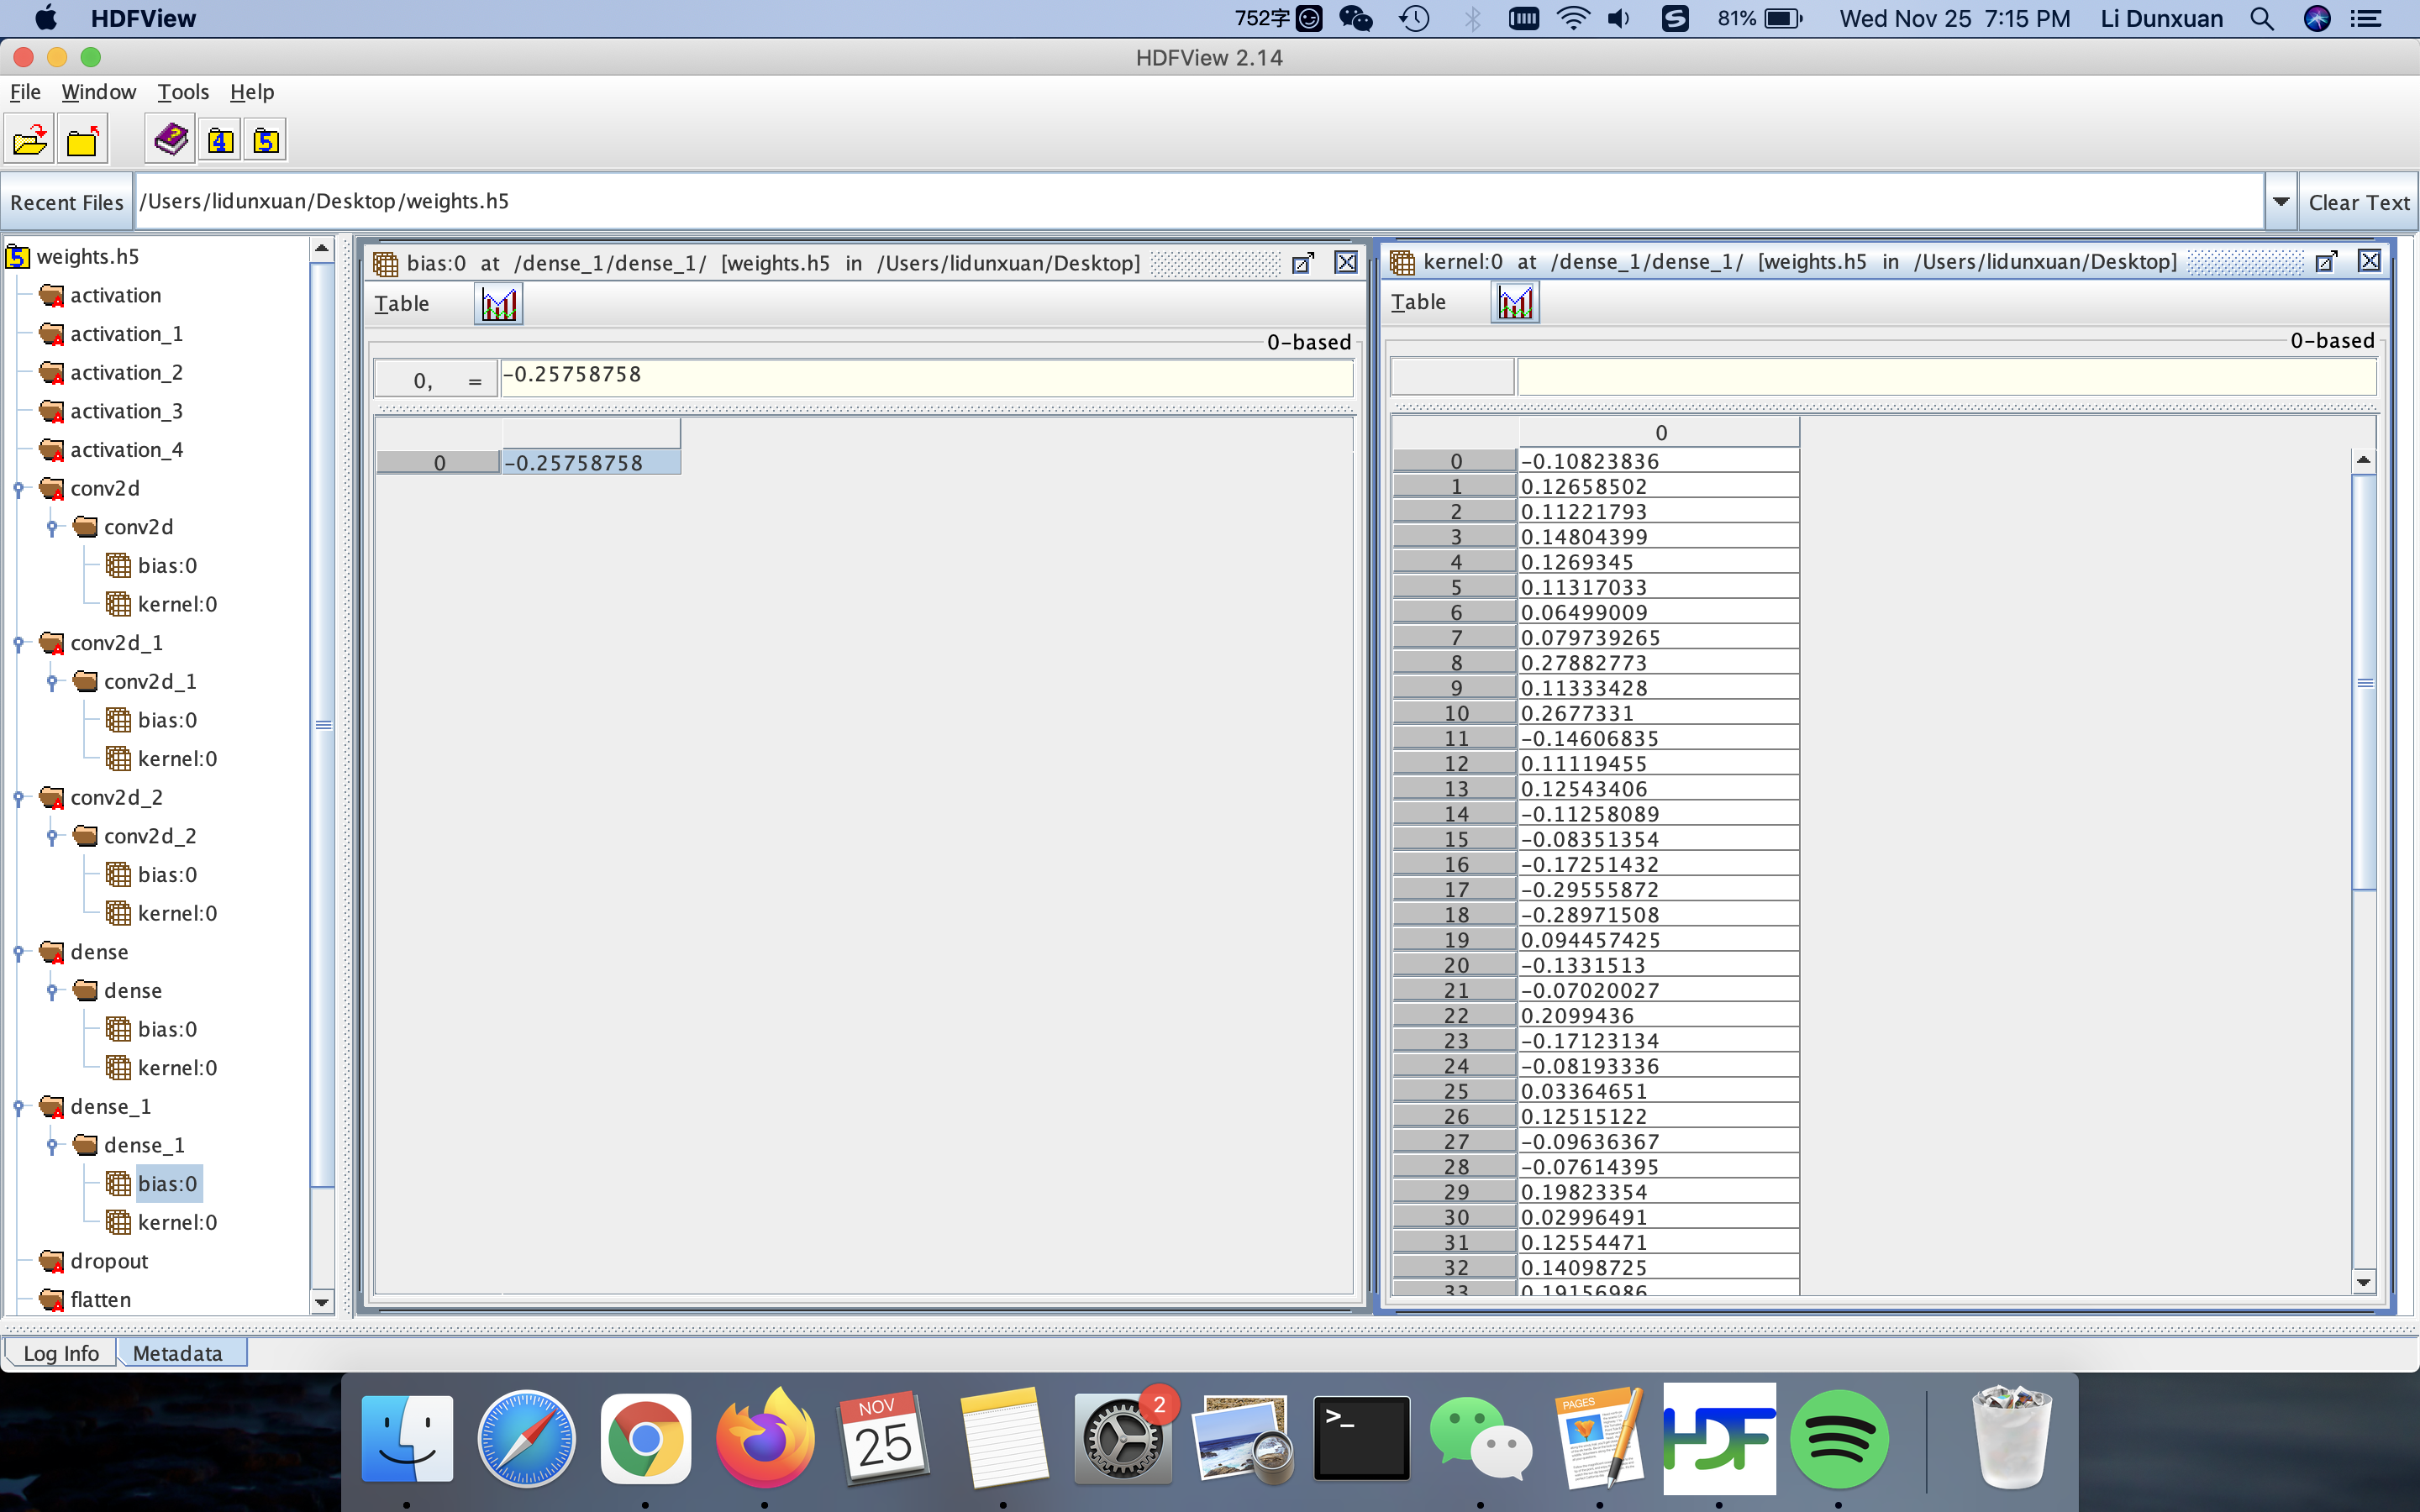 HDFView 752字 81% Wed Nov 25 7:15 PM Li Dunxuan
HDFView 2.14
File Window Tools Help
4 5
Recent Files /Users/lidunxuan/Desktop/weights.h5 Clear Text
5 weights.h5
activation
activation_1
activation_2
activation_3
activation_4
conv2d
conv2d
bias:0
kernel:0
conv2d_1
conv2d_1
bias:0
kernel:0
conv2d_2
conv2d_2
bias:0
kernel:0
dense
dense
bias:0
kernel:0
dense_1
dense_1
bias:0
kernel:0
dropout
flatten
bias:0 at /dense_1/dense_1/ [weights.h5 in /Users/lidunxuan/Desktop]
Table
0-based
0, = -0.25758758
0 -0.25758758
kernel:0 at /dense_1/dense_1/ [weights.h5 in /Users/lidunxuan/Desktop]
Table
0-based
0
0 -0.10823836
1 0.12658502
2 0.11221793
3 0.14804399
4 0.1269345
5 0.11317033
6 0.06499009
7 0.079739265
8 0.27882773
9 0.11333428
10 0.2677331
11 -0.14606835
12 0.11119455
13 0.12543406
14 -0.11258089
15 -0.08351354
16 -0.17251432
17 -0.29555872
18 -0.28971508
19 0.094457425
20 -0.1331513
21 -0.07020027
22 0.2099436
23 -0.17123134
24 -0.08193336
25 0.03364651
26 0.12515122
27 -0.09636367
28 -0.07614395
29 0.19823354
30 0.02996491
31 0.12554471
32 0.14098725
33 0.19156986
Log Info Metadata
NOV
25
2
>_
PAGES
HDF